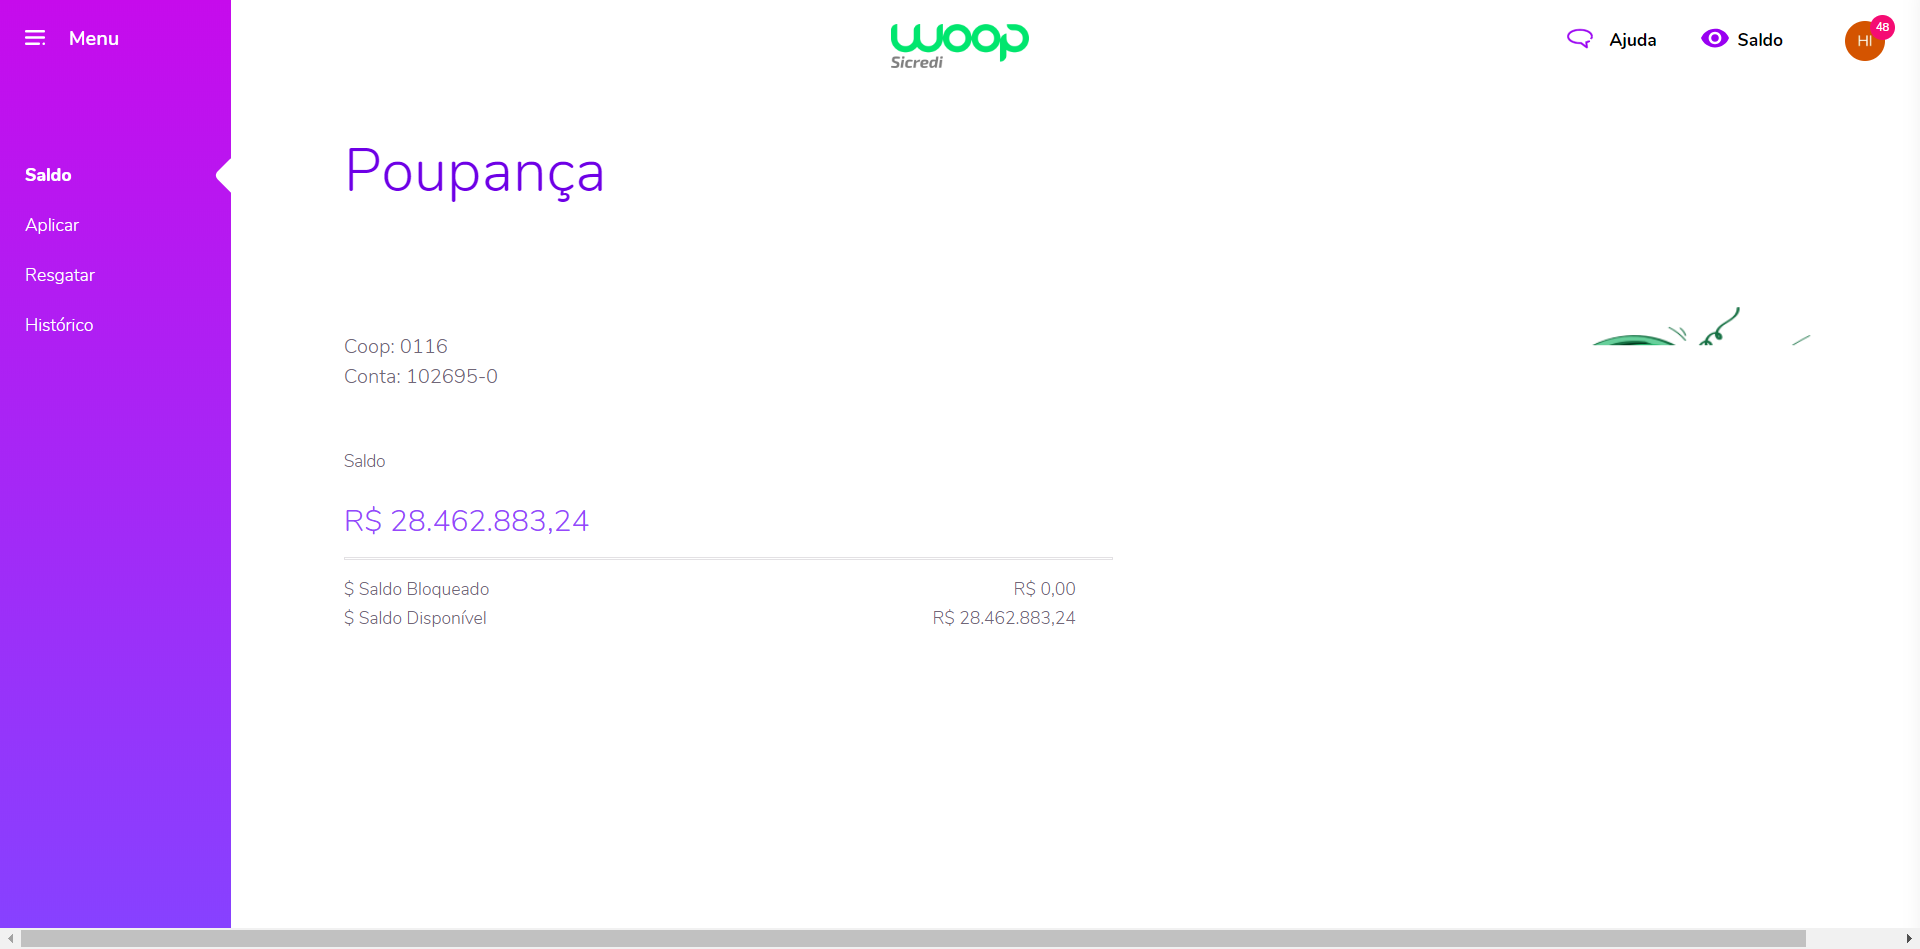 Menu
woop
Sicredi
Ajuda
Saldo
HI
48
Saldo
Aplicar
Resgatar
Histórico
Poupança
Coop: 0116
Conta: 102695-0
Saldo
R$ 28.462.883,24
$ Saldo Bloqueado R$ 0,00
$ Saldo Disponível R$ 28.462.883,24